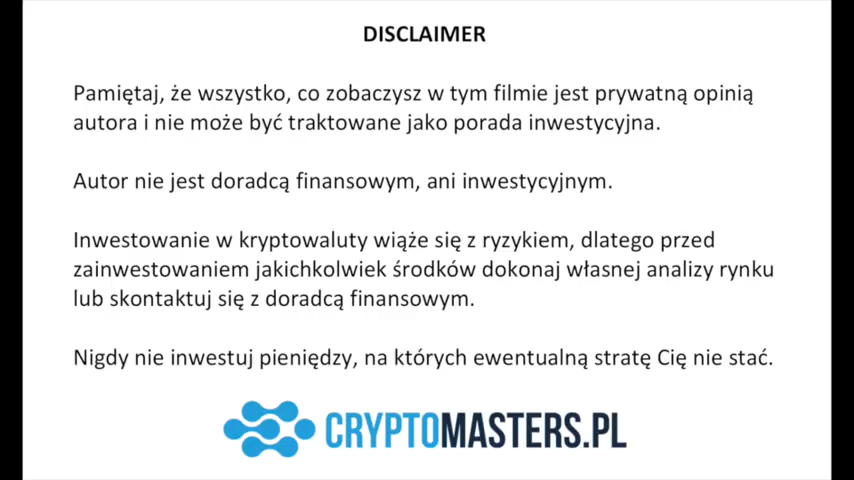 DISCLAIMER
Pamiętaj, że wszystko, co zobaczysz w tym filmie jest prywatną opinią
autora i nie może być traktowane jako porada inwestycyjna.
Autor nie jest doradcą finansowym, ani inwestycyjnym.
Inwestowanie w kryptowaluty wiąże się z ryzykiem, dlatego przed
zainwestowaniem jakichkolwiek środków dokonaj własnej analizy rynku
lub skontaktuj się z doradcą finansowym.
Nigdy nie inwestuj pieniędzy, na których ewentualną stratę Cię nie stać.
CRYPTOMASTERS.PL